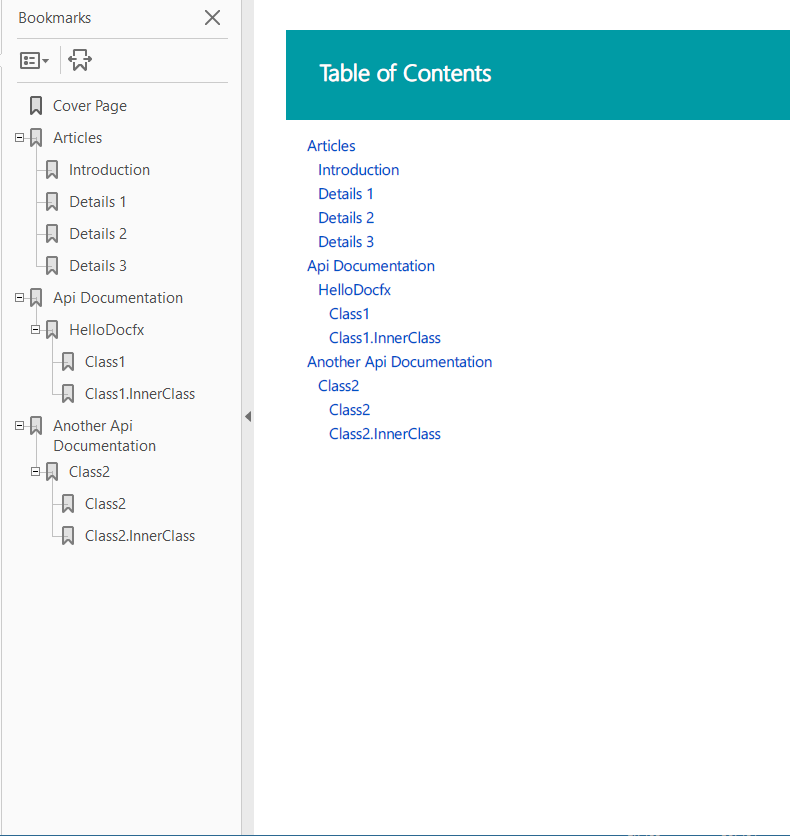 Bookmarks
Cover Page
Articles
Introduction
Details 1
Details 2
Details 3
Api Documentation
HelloDocfx
Class1
Class1.InnerClass
Another Api
Documentation
Class2
Class2
Class2.InnerClass
Table of Contents
Articles
Introduction
Details 1
Details 2
Details 3
Api Documentation
HelloDocfx
Class1
Class1.InnerClass
Another Api Documentation
Class2
Class2
Class2.InnerClass